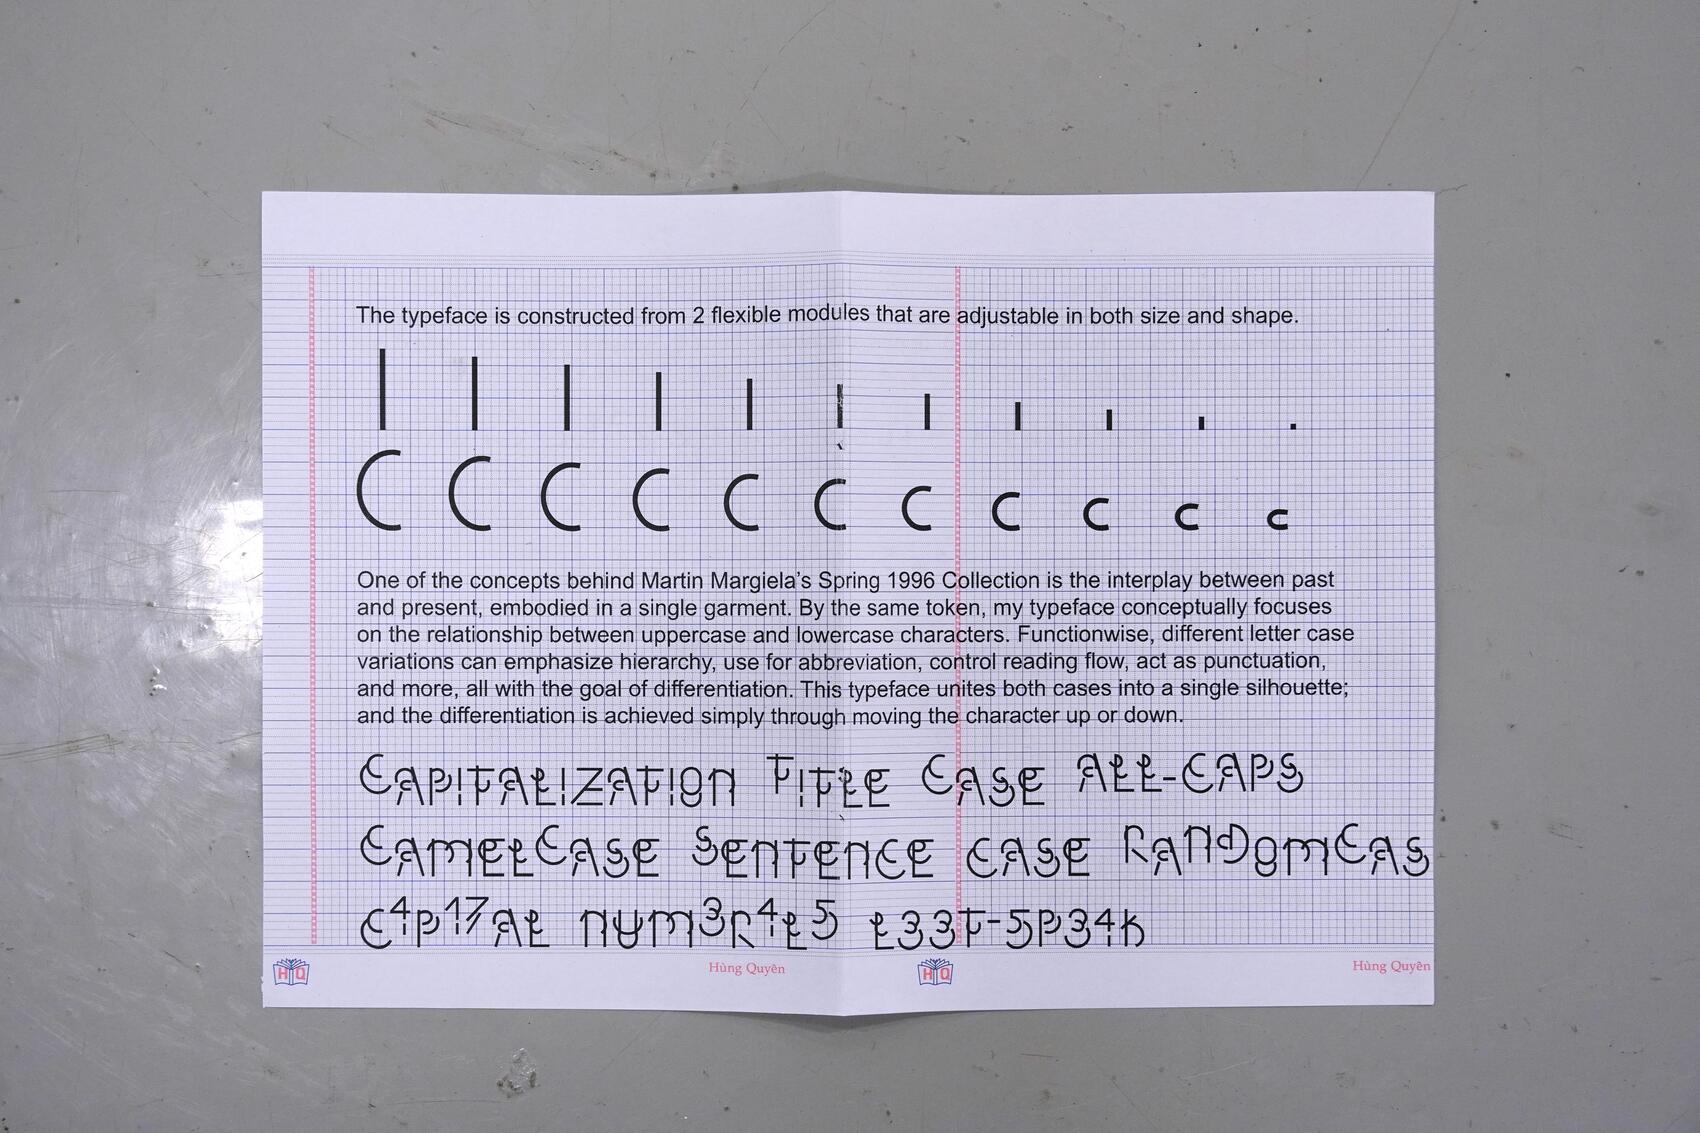 The typeface is constructed from 2 flexible modules that are adjustable in both size and shape.
One of the concepts behind Martin Margiela's Spring 1996 Collection is the interplay between past
and present, embodied in a single garment. By the same token, my typeface conceptually focuses
on the relationship between uppercase and lowercase characters. Functionwise, different letter case
variations can emphasize hierarchy, use for abbreviation, control reading flow, act as punctuation,
and more, all with the goal of differentiation. This typeface unites both cases into a single silhouette;
and the differentiation is achieved simply through moving the character up or down.
Capitalization Title Case ALL-CAPS
CamelCase Sentence case RaNDomCas
C4p17Al num3r4l5 l33t-5p34k
HQ Hùng Quyên HQ Hùng Quyên